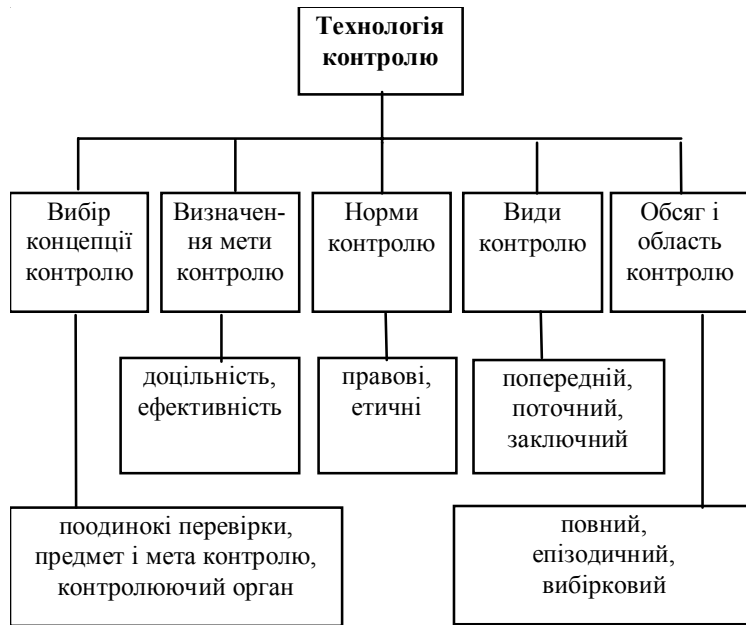 Технологія
контролю
Вибір
концепції
контролю
Визначен-
ня мети
контролю
Норми
контролю
Види
контролю
Обсяг і
область
контролю
доцільність,
ефективність
правові,
етичні
попередній,
поточний,
заключний
поодинокі перевірки,
предмет і мета контролю,
контролюючий орган
повний,
епізодичний,
вибірковий